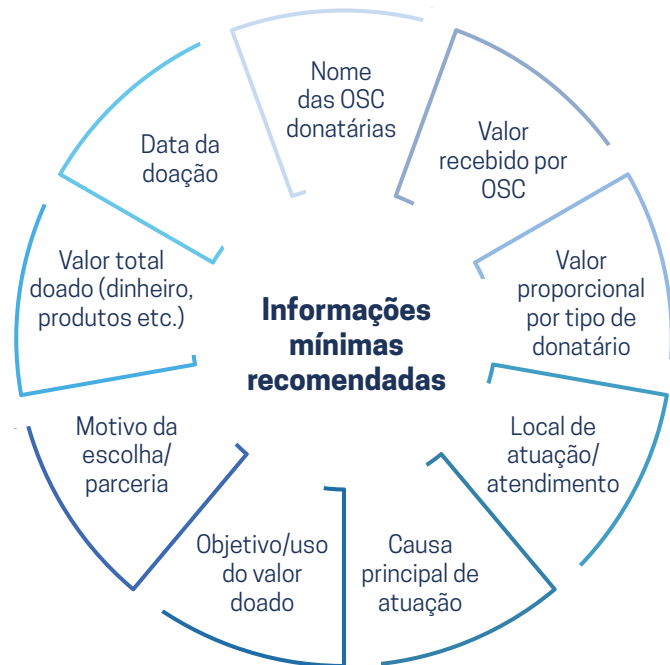 Nome
das OSC
donatárias
Valor
recebido por
OSC
Valor
proporcional
por tipo de
donatário
Local de
atuação/
atendimento
Causa
principal de
atuação
Objetivo/uso
do valor
doado
Motivo da
escolha/
parceria
Valor total
doado (dinheiro,
produtos etc.)
Data da
doação
Informações
mínimas
recomendadas